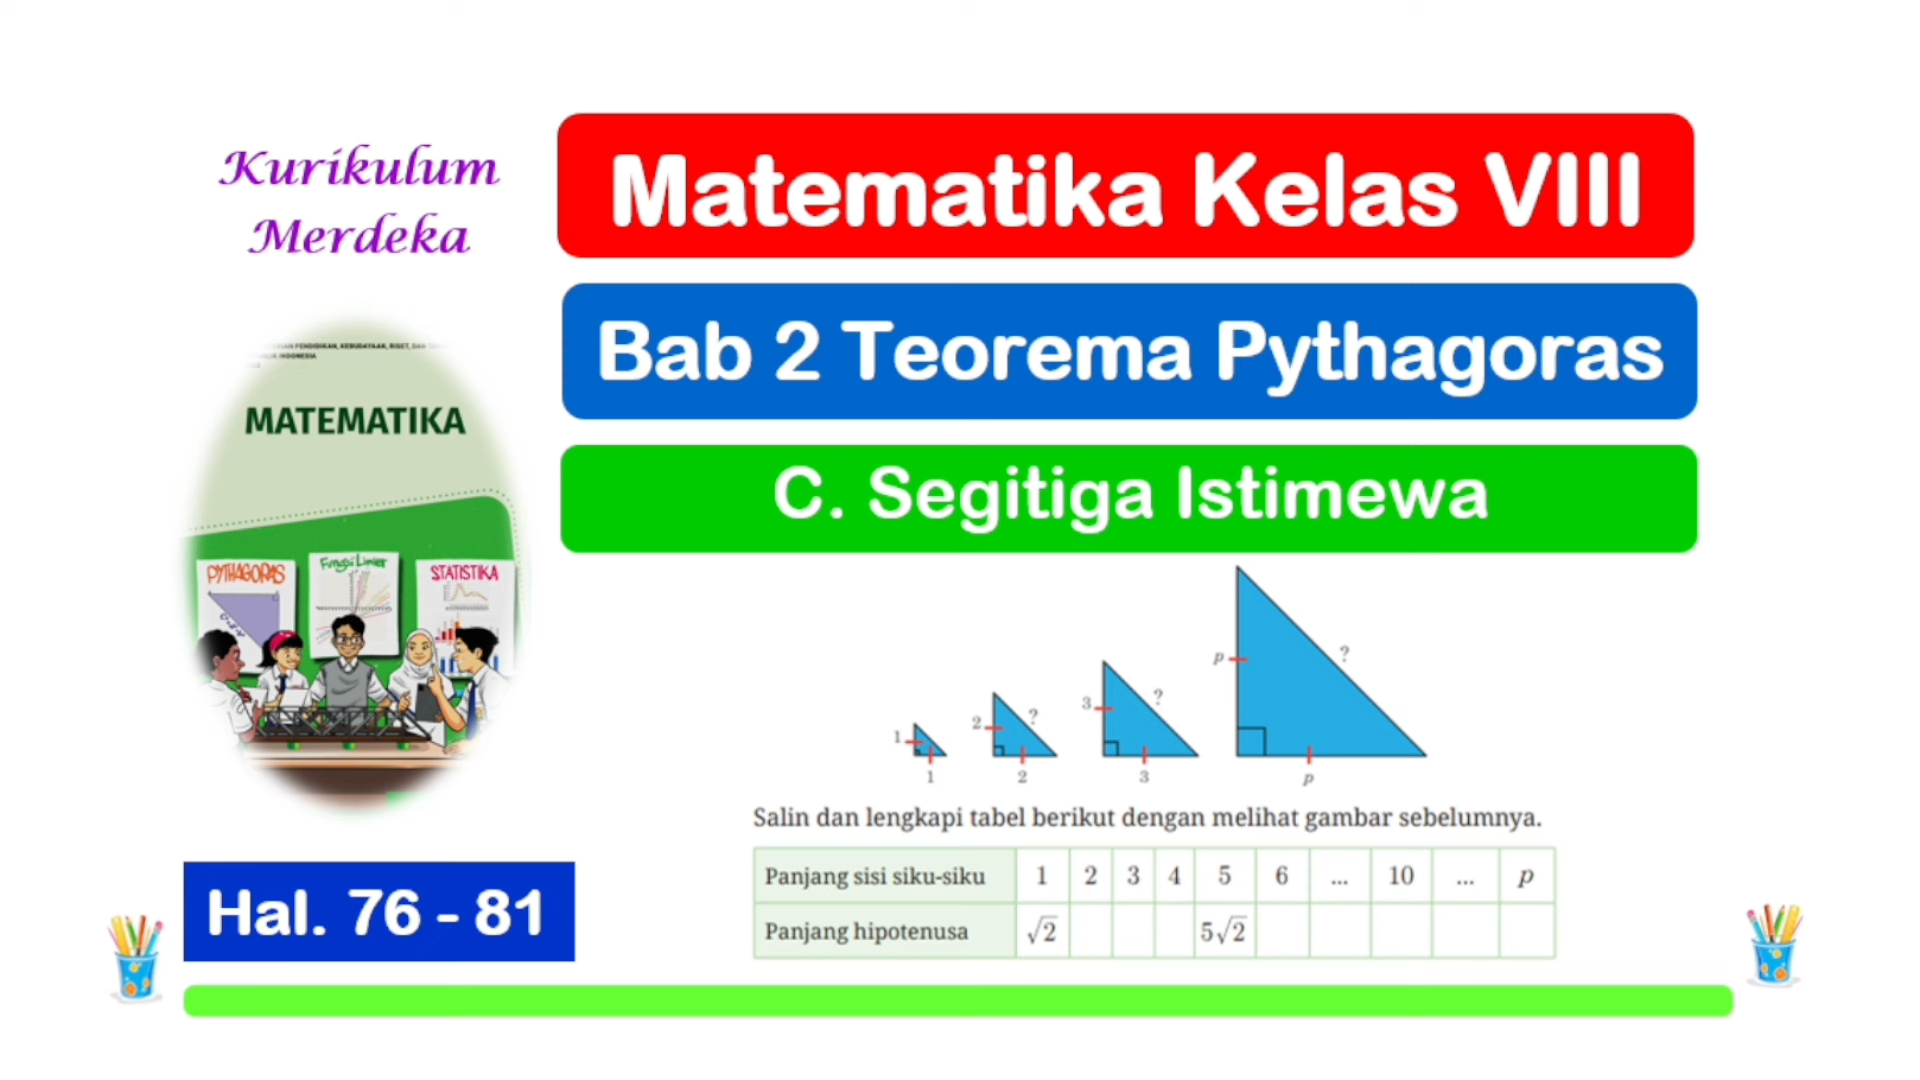 Kurikulum
Merdeka
Matematika Kelas VIII
Bab 2 Teorema Pythagoras
C. Segitiga Istimewa
INDONESIA
MATEMATIKA
PYTHAGORAS
Fungsi Linier
STATISTIKA
1
1
2
?
2
3
?
3
p
?
p
Salin dan lengkapi tabel berikut dengan melihat gambar sebelumnya.
Panjang sisi siku-siku 1 2 3 4 5 6 ... 10 ... p
Panjang hipotenusa √2 5√2
Hal. 76 - 81